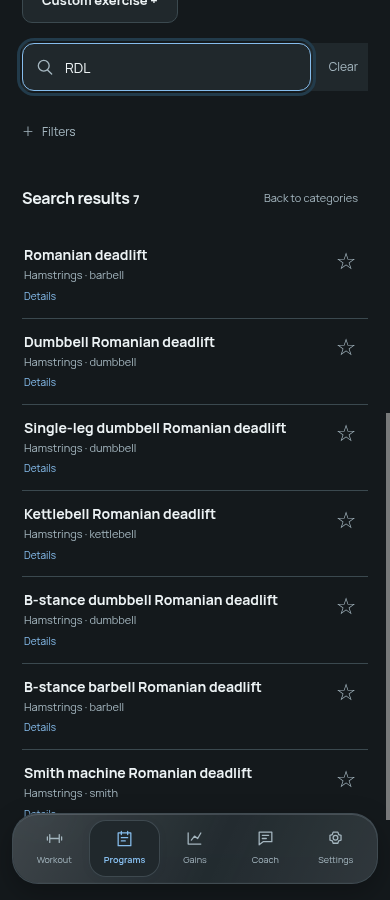 Custom exercise +
RDL
Clear
+ Filters
Search results 7
Back to categories
Romanian deadlift
Hamstrings · barbell
Details
Dumbbell Romanian deadlift
Hamstrings · dumbbell
Details
Single-leg dumbbell Romanian deadlift
Hamstrings · dumbbell
Details
Kettlebell Romanian deadlift
Hamstrings · kettlebell
Details
B-stance dumbbell Romanian deadlift
Hamstrings · dumbbell
Details
B-stance barbell Romanian deadlift
Hamstrings · barbell
Details
Smith machine Romanian deadlift
Hamstrings · smith
Details
Workout
Programs
Gains
Coach
Settings